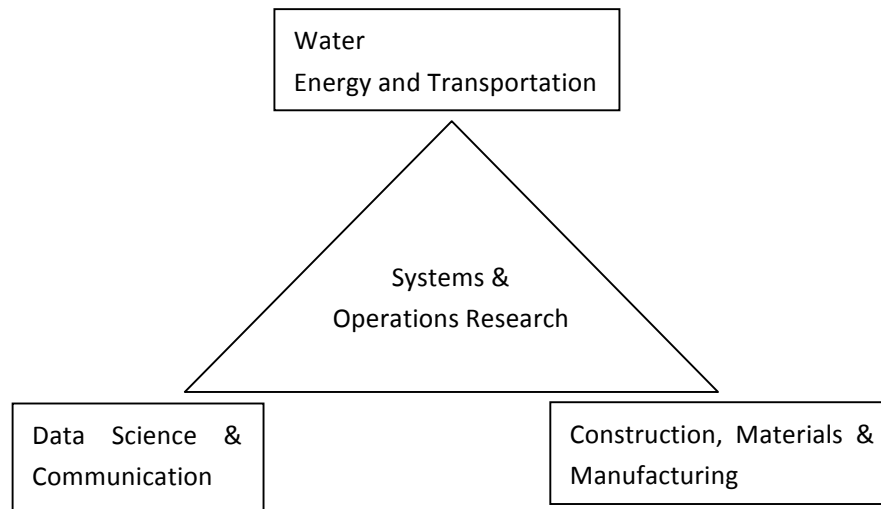 Water
Energy and Transportation
Systems &
Operations Research
Data Science &
Communication
Construction, Materials &
Manufacturing